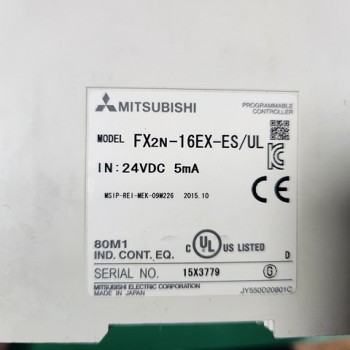 PROGRAMMABLE
CONTROLLER
MITSUBISHI
MODEL FX2N-16EX-ES/UL
IN: 24VDC 5mA
MSIP-REI-MEK-09M226 2015.10
CE
80M1
IND. CONT. EQ.
C UL US LISTED
D
SERIAL NO. 15X3779
G
MITSUBISHI ELECTRIC CORPORATION
MADE IN JAPAN
JY550D20801C